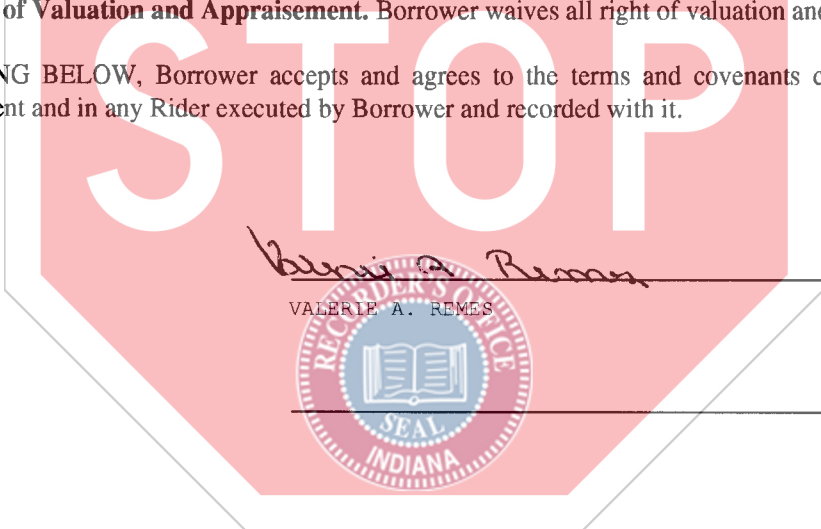 of Valuation and Appraisement. Borrower waives all right of valuation and
NG BELOW, Borrower accepts and agrees to the terms and covenants c
ent and in any Rider executed by Borrower and recorded with it.
STOP
Valerie A Remes
VALERIE A. REMES
RECORDER'S OFFICE
SEAL
INDIANA